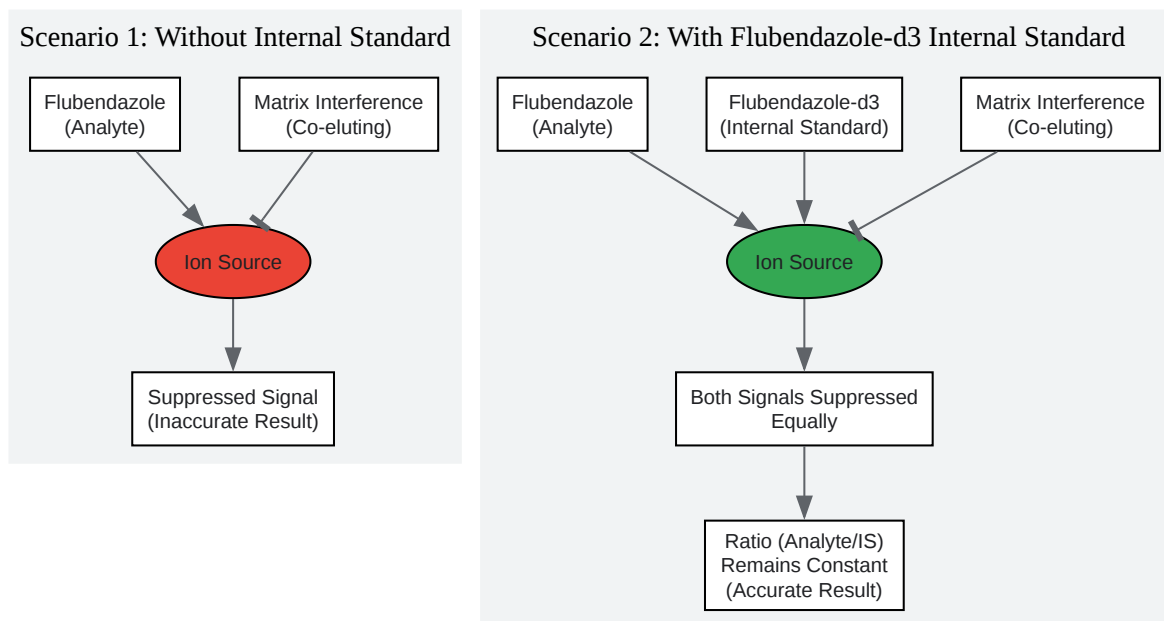 Scenario 1: Without Internal Standard
Flubendazole
(Analyte)
Matrix Interference
(Co-eluting)
Ion Source
Suppressed Signal
(Inaccurate Result)
Scenario 2: With Flubendazole-d3 Internal Standard
Flubendazole
(Analyte)
Flubendazole-d3
(Internal Standard)
Matrix Interference
(Co-eluting)
Ion Source
Both Signals Suppressed
Equally
Ratio (Analyte/IS)
Remains Constant
(Accurate Result)